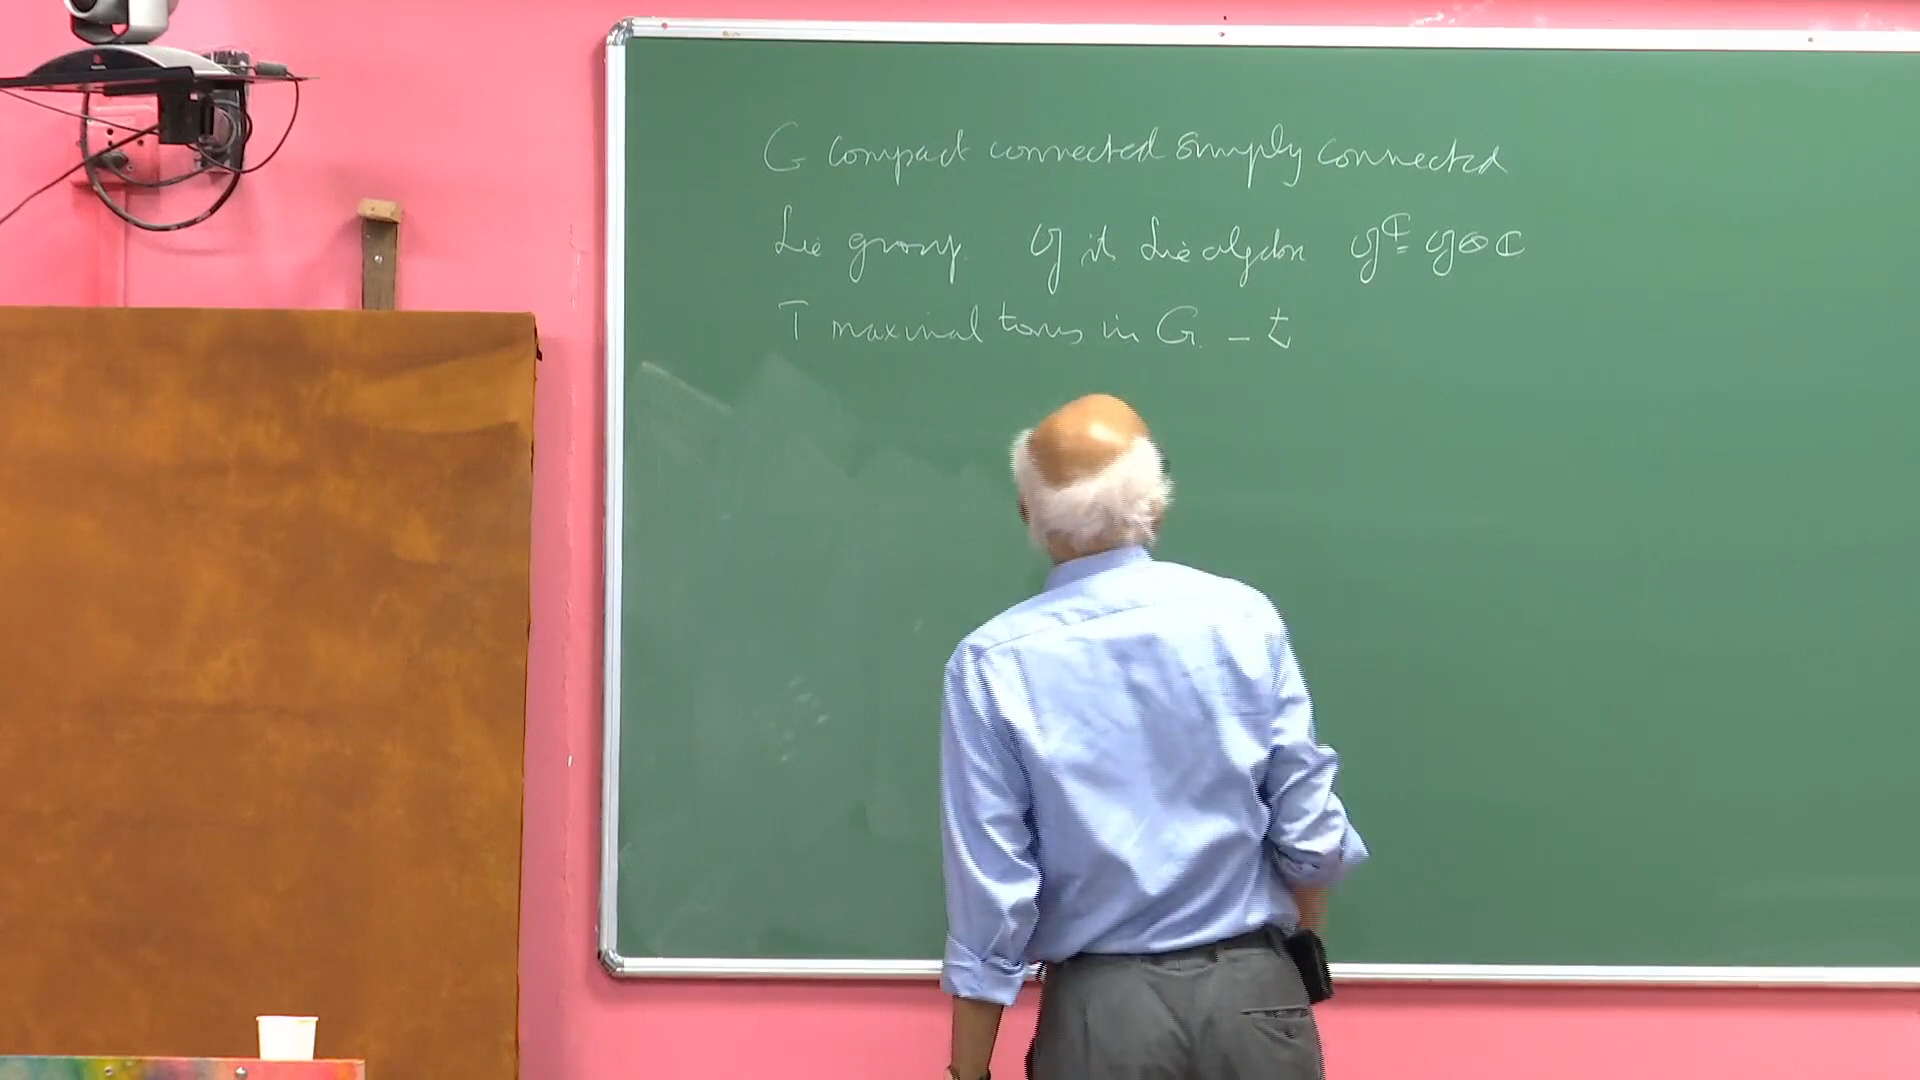 G compact connected simply connected
Lie group. 𝔤 its Lie algebra 𝔤^ℂ = 𝔤⊗ℂ
T maximal torus in G. – t